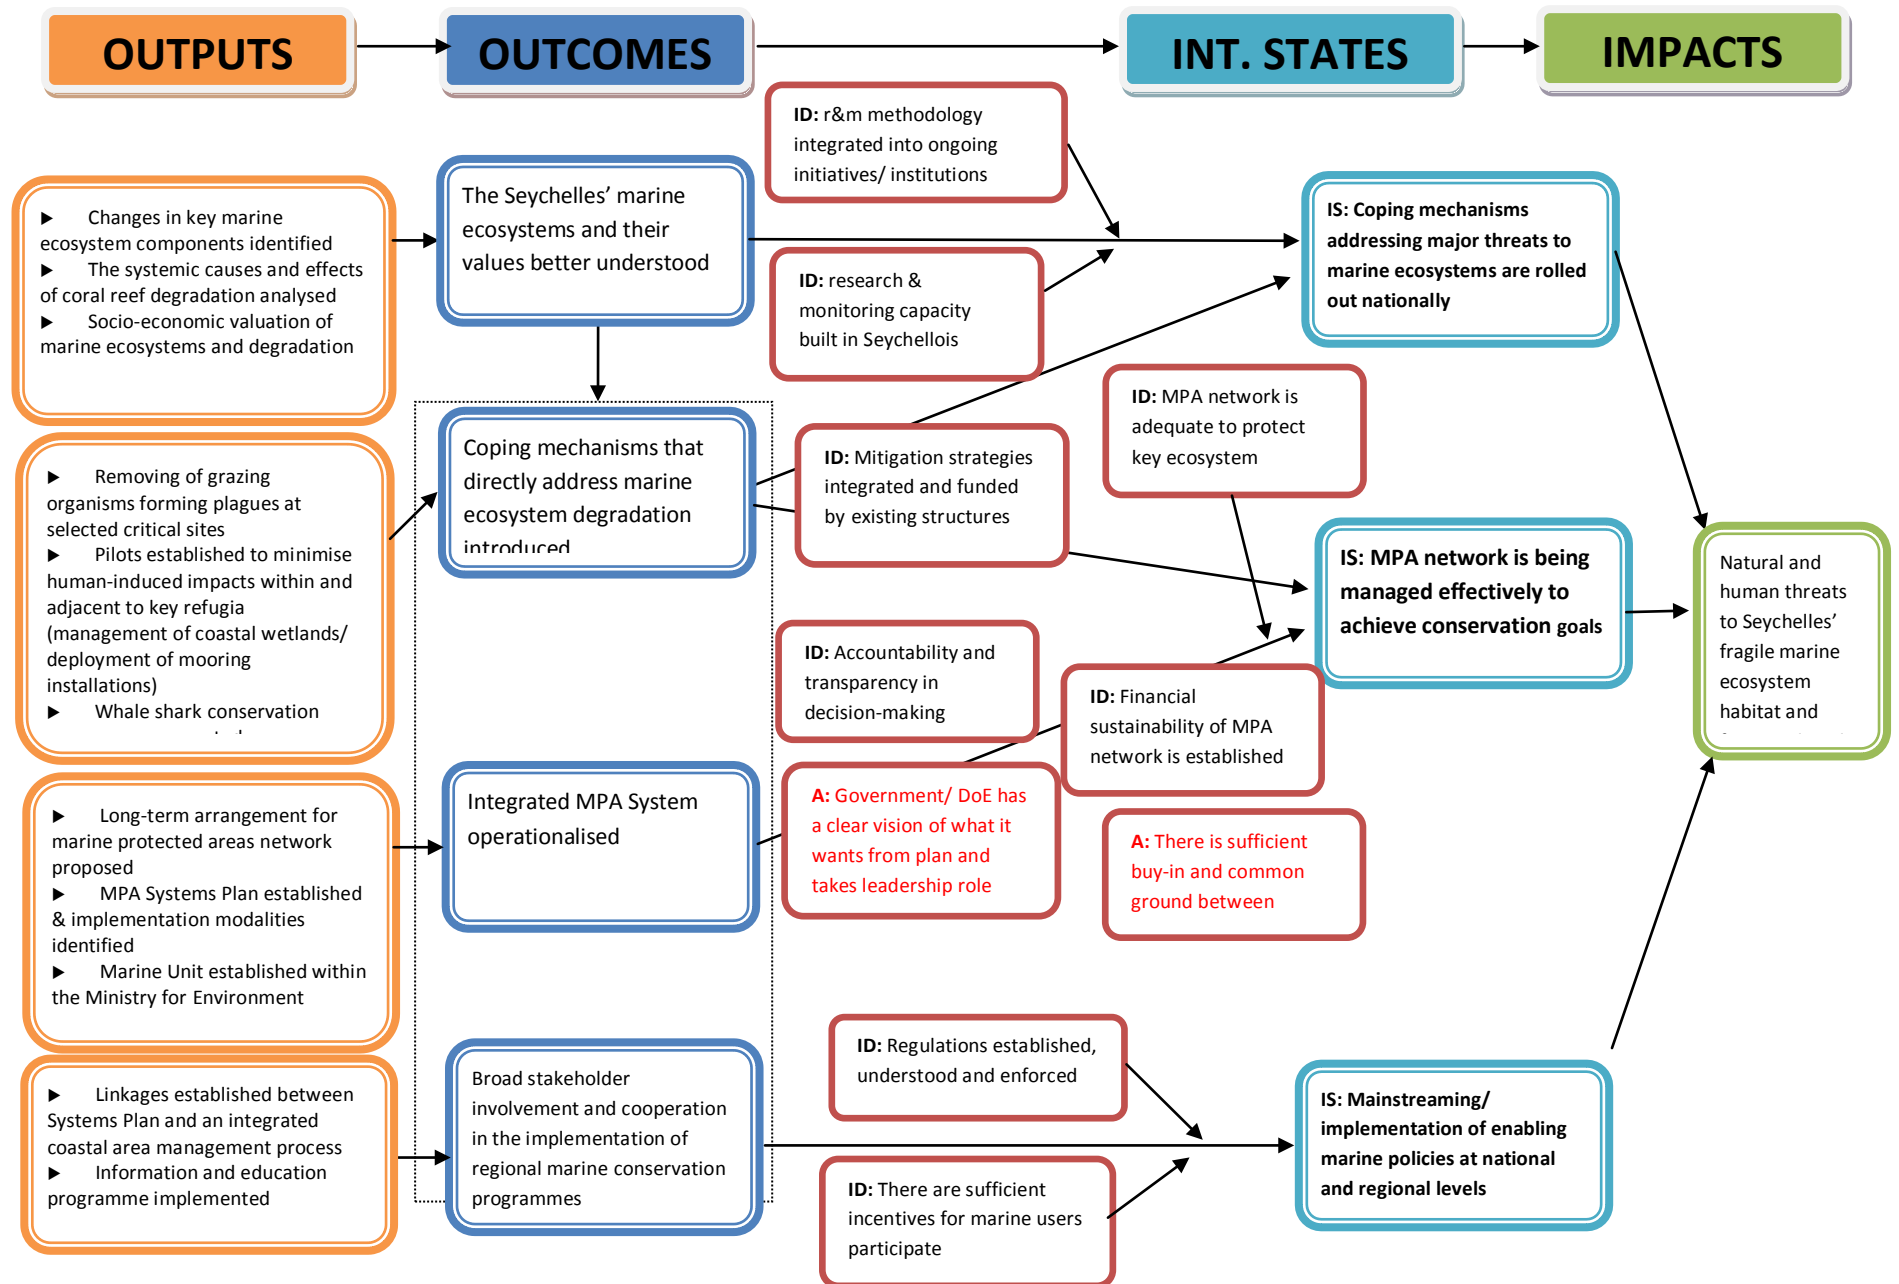 OUTPUTS
OUTCOMES
INT. STATES
IMPACTS
▶ Changes in key marine
ecosystem components identified
▶ The systemic causes and effects
of coral reef degradation analysed
▶ Socio-economic valuation of
marine ecosystems and degradation
▶ Removing of grazing
organisms forming plagues at
selected critical sites
▶ Pilots established to minimise
human-induced impacts within and
adjacent to key refugia
(management of coastal wetlands/
deployment of mooring
installations)
▶ Whale shark conservation
▶ Long-term arrangement for
marine protected areas network
proposed
▶ MPA Systems Plan established
& implementation modalities
identified
▶ Marine Unit established within
the Ministry for Environment
▶ Linkages established between
Systems Plan and an integrated
coastal area management process
▶ Information and education
programme implemented
The Seychelles’ marine
ecosystems and their
values better understood
Coping mechanisms that
directly address marine
ecosystem degradation
introduced
Integrated MPA System
operationalised
Broad stakeholder
involvement and cooperation
in the implementation of
regional marine conservation
programmes
ID: r&m methodology
integrated into ongoing
initiatives/ institutions
ID: research &
monitoring capacity
built in Seychellois
ID: Mitigation strategies
integrated and funded
by existing structures
ID: MPA network is
adequate to protect
key ecosystem
ID: Accountability and
transparency in
decision-making
ID: Financial
sustainability of MPA
network is established
A: Government/ DoE has
a clear vision of what it
wants from plan and
takes leadership role
A: There is sufficient
buy-in and common
ground between
ID: Regulations established,
understood and enforced
ID: There are sufficient
incentives for marine users
participate
IS: Coping mechanisms
addressing major threats to
marine ecosystems are rolled
out nationally
IS: MPA network is being
managed effectively to
achieve conservation goals
IS: Mainstreaming/
implementation of enabling
marine policies at national
and regional levels
Natural and
human threats
to Seychelles’
fragile marine
ecosystem
habitat and